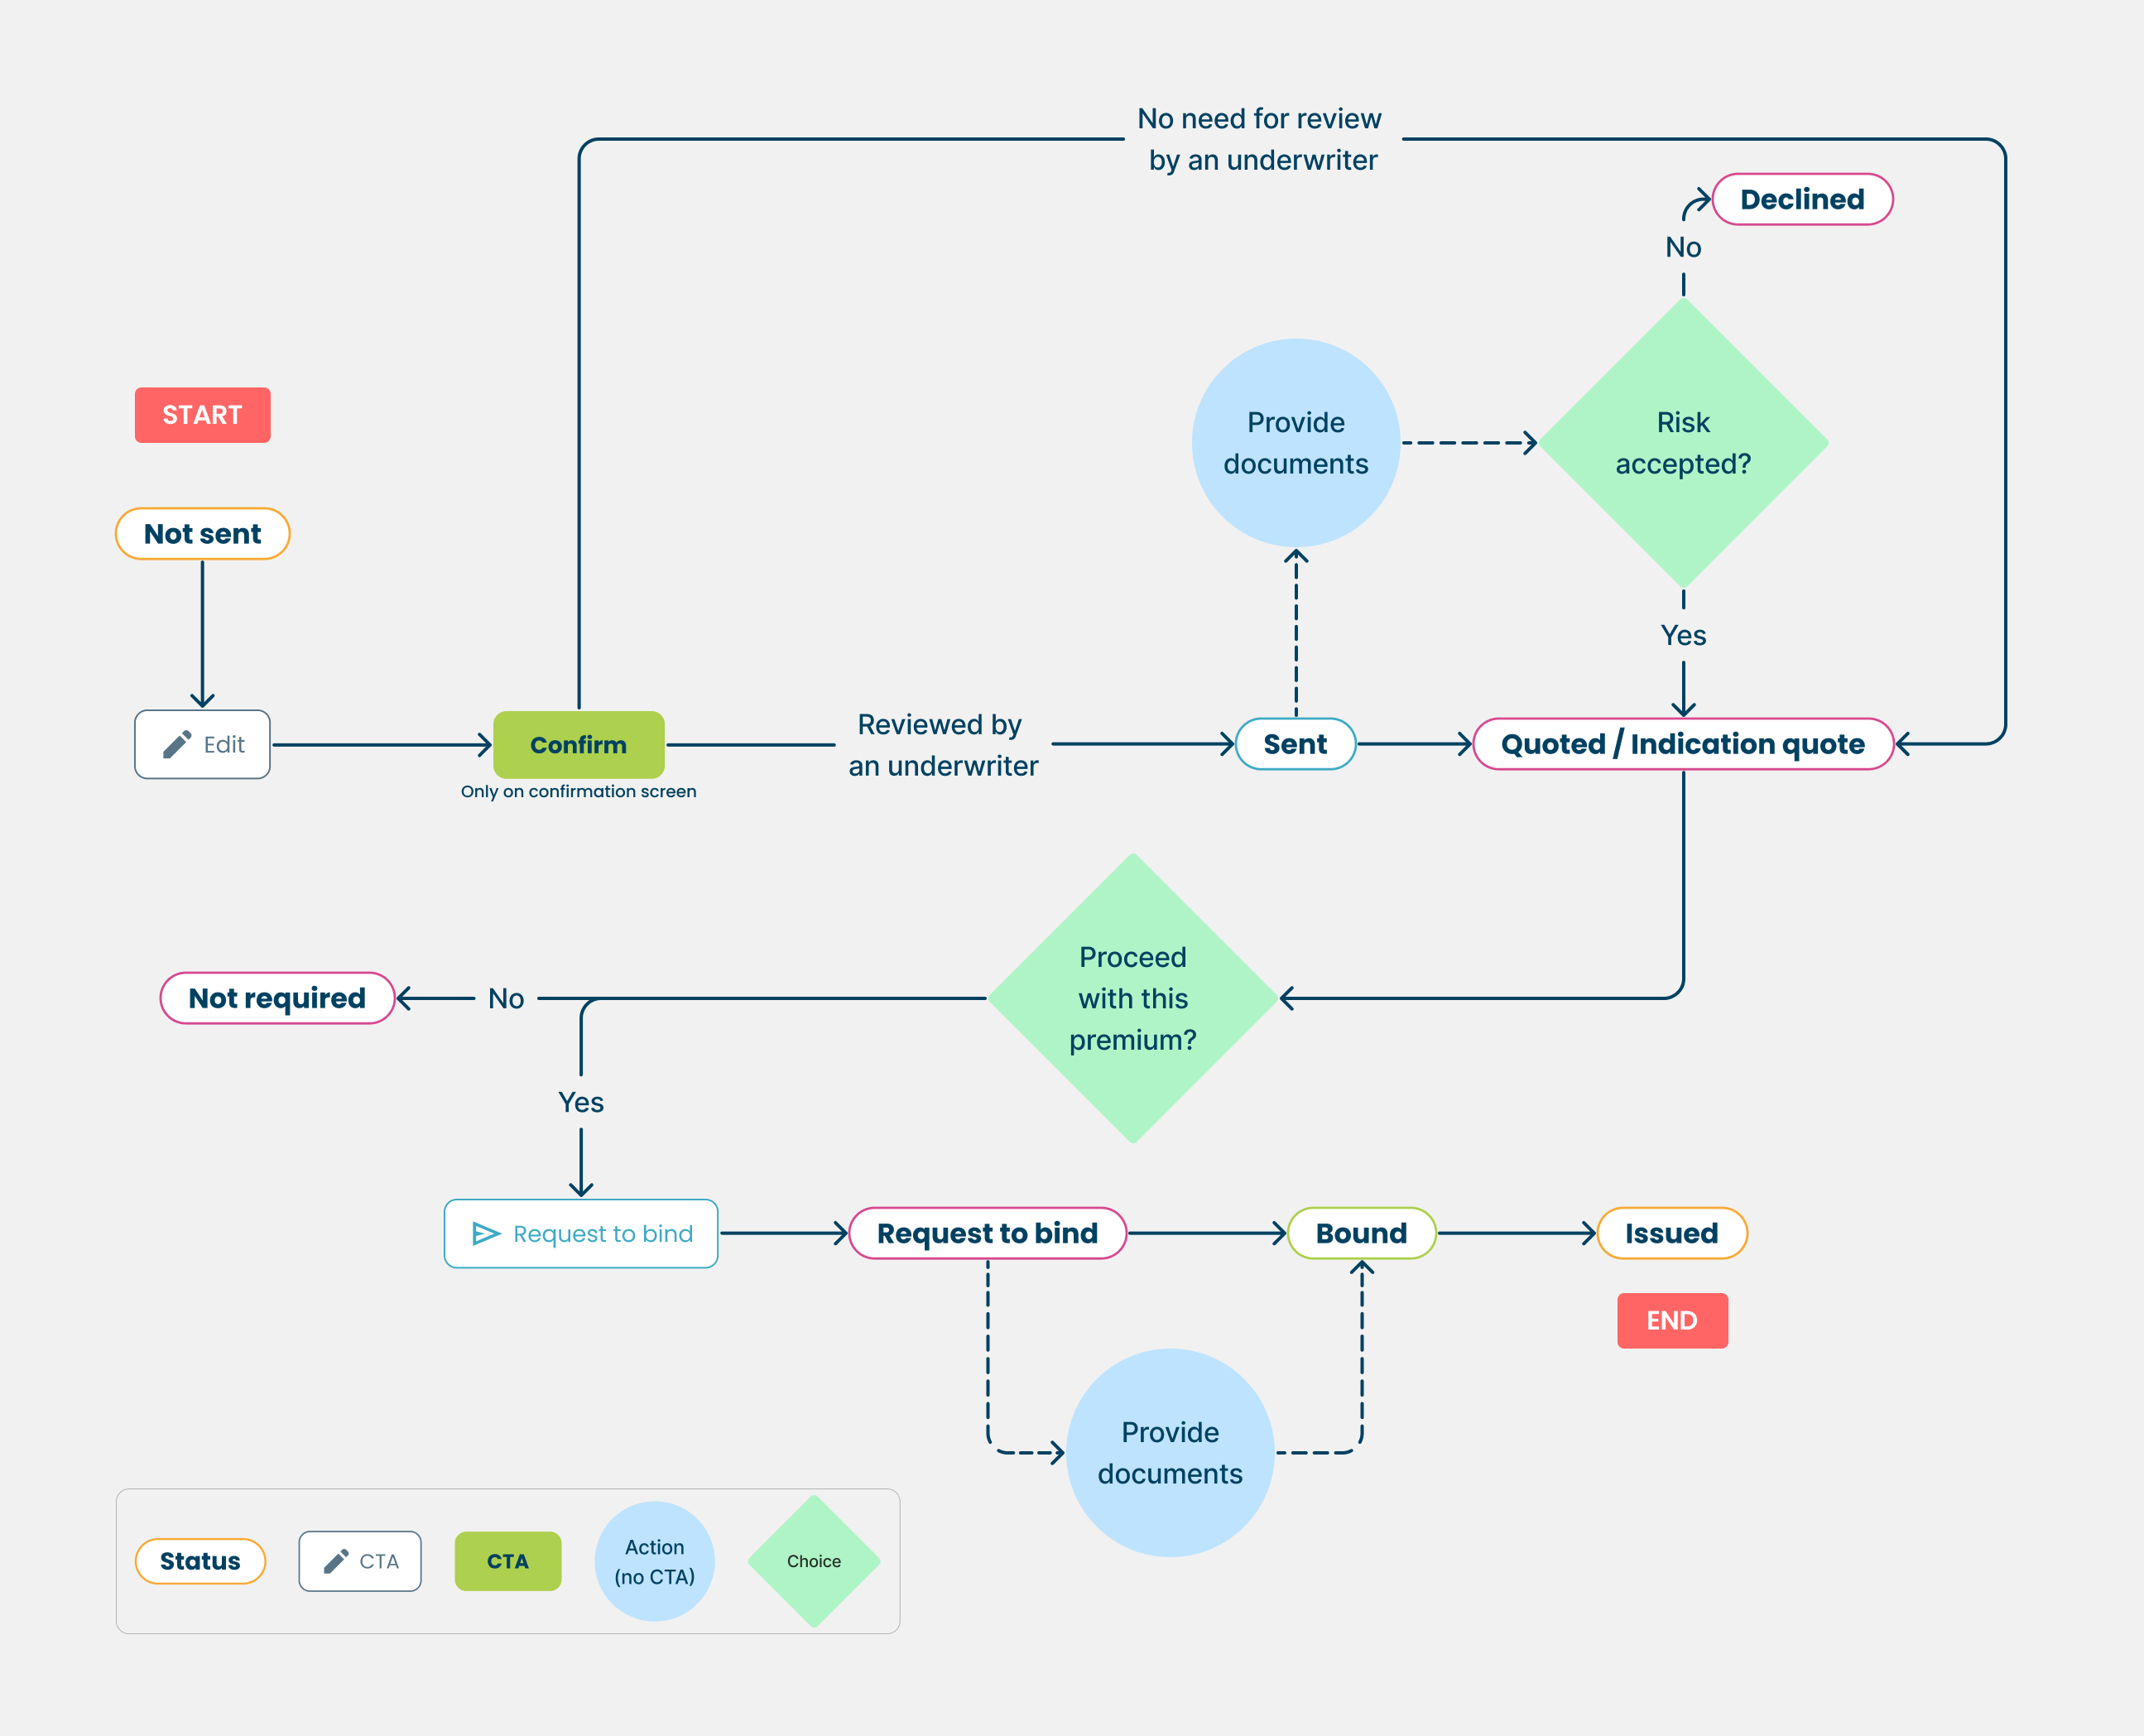 No need for review
by an underwriter
Declined
No
START
Provide
documents
Risk
accepted?
Not sent
Yes
Edit
Confirm
Only on confirmation screen
Reviewed by
an underwriter
Sent
Quoted / Indication quote
Proceed
with this
premium?
Not required
No
Yes
Request to bind
Request to bind
Bound
Issued
END
Provide
documents
Status
CTA
CTA
Action
(no CTA)
Choice